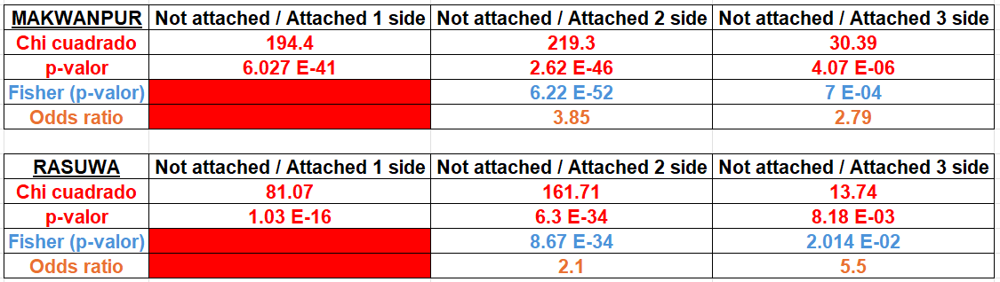 MAKWANPUR Not attached / Attached 1 side Not attached / Attached 2 side Not attached / Attached 3 side
Chi cuadrado 194.4 219.3 30.39
p-valor 6.027 E-41 2.62 E-46 4.07 E-06
Fisher (p-valor) 6.22 E-52 7 E-04
Odds ratio 3.85 2.79
RASUWA Not attached / Attached 1 side Not attached / Attached 2 side Not attached / Attached 3 side
Chi cuadrado 81.07 161.71 13.74
p-valor 1.03 E-16 6.3 E-34 8.18 E-03
Fisher (p-valor) 8.67 E-34 2.014 E-02
Odds ratio 2.1 5.5